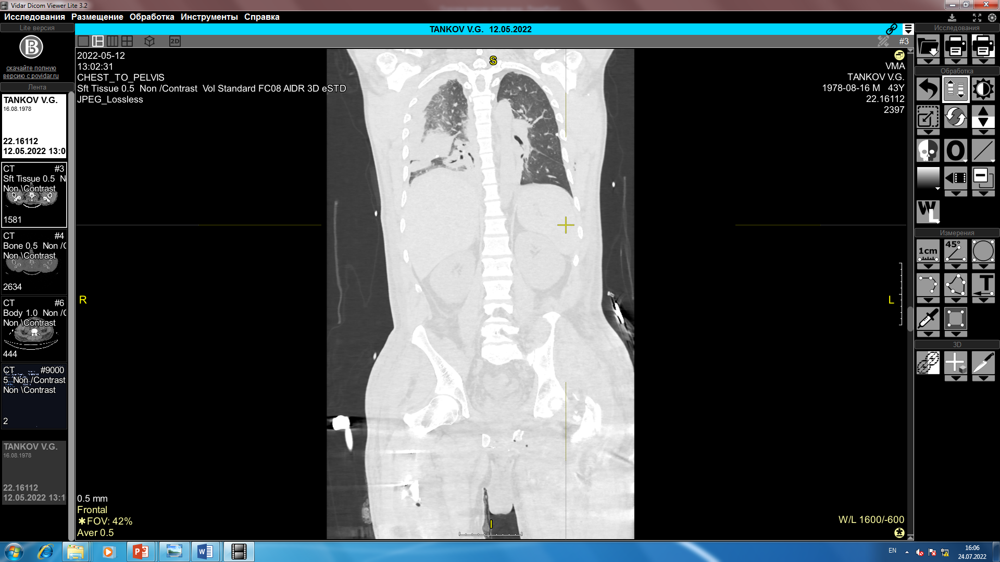 Vidar Dicom Viewer Lite 3.2
Исследования Размещение Обработка Инструменты Справка
Lite версия
скачайте полную
версию с povidar.ru
Лента
TANKOV V.G.
16.08.1978
22.16112
12.05.2022 13:0
CT #3
Sft Tissue 0.5 N
Non \Contrast
1581
CT #4
Bone 0.5 Non /C
Non \Contrast
2634
CT #6
Body 1.0 Non /C
Non \Contrast
444
CT #9000
5 Non /Contrast
Non \Contrast
2
TANKOV V.G.
16.08.1978
22.16112
12.05.2022 13:1
TANKOV V.G. 12.05.2022
2D
#3
2022-05-12
13:02:31
CHEST_TO_PELVIS
Sft Tissue 0.5 Non /Contrast Vol Standard FC08 AIDR 3D eSTD
JPEG_Lossless
S
VMA
TANKOV V.G.
1978-08-16 M 43Y
22.16112
2397
R
L
0.5 mm
Frontal
✱FOV: 42%
Aver 0.5
I
W/L 1600/-600
Исследования
Обработка
O
WL
Измерения
1cm
45°
T
3D
EN
16:06
24.07.2022